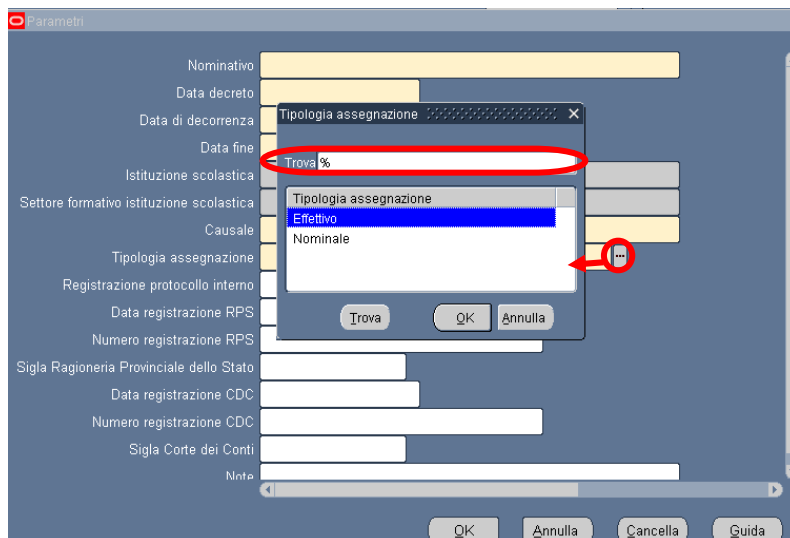 Parametri
Nominativo
Data decreto
Data di decorrenza
Data fine
Istituzione scolastica
Settore formativo istituzione scolastica
Causale
Tipologia assegnazione
Registrazione protocollo interno
Data registrazione RPS
Numero registrazione RPS
Sigla Ragioneria Provinciale dello Stato
Data registrazione CDC
Numero registrazione CDC
Sigla Corte dei Conti
Note
Tipologia assegnazione
Trova %
Tipologia assegnazione
Effettivo
Nominale
Trova OK Annulla
...
OK Annulla Cancella Guida